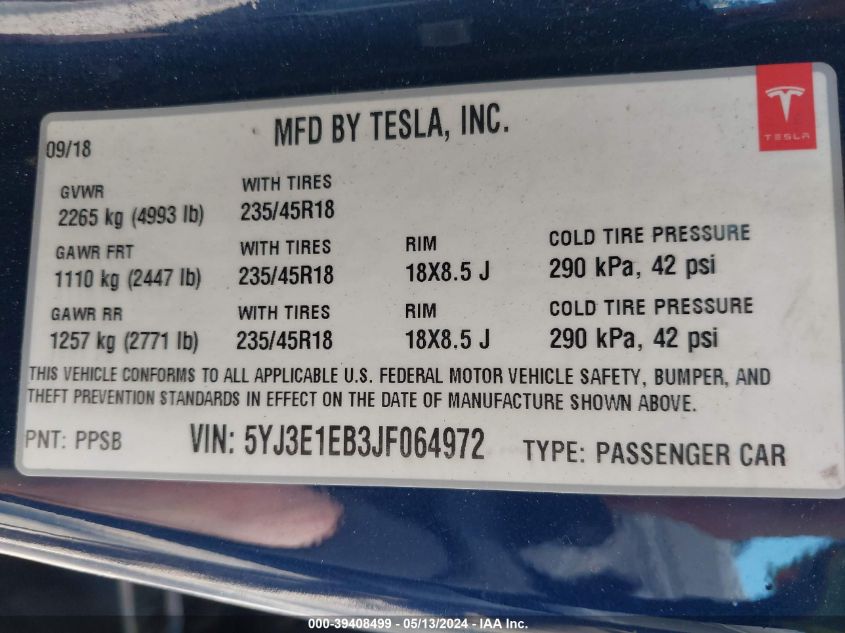 MFD BY TESLA, INC.
TESLA
09/18
GVWR WITH TIRES
2265 kg (4993 lb) 235/45R18
GAWR FRT WITH TIRES RIM COLD TIRE PRESSURE
1110 kg (2447 lb) 235/45R18 18X8.5 J 290 kPa, 42 psi
GAWR RR WITH TIRES RIM COLD TIRE PRESSURE
1257 kg (2771 lb) 235/45R18 18X8.5 J 290 kPa, 42 psi
THIS VEHICLE CONFORMS TO ALL APPLICABLE U.S. FEDERAL MOTOR VEHICLE SAFETY, BUMPER, AND
THEFT PREVENTION STANDARDS IN EFFECT ON THE DATE OF MANUFACTURE SHOWN ABOVE.
PNT: PPSB VIN: 5YJ3E1EB3JF064972 TYPE: PASSENGER CAR
000-39408499 - 05/13/2024 - IAA Inc.